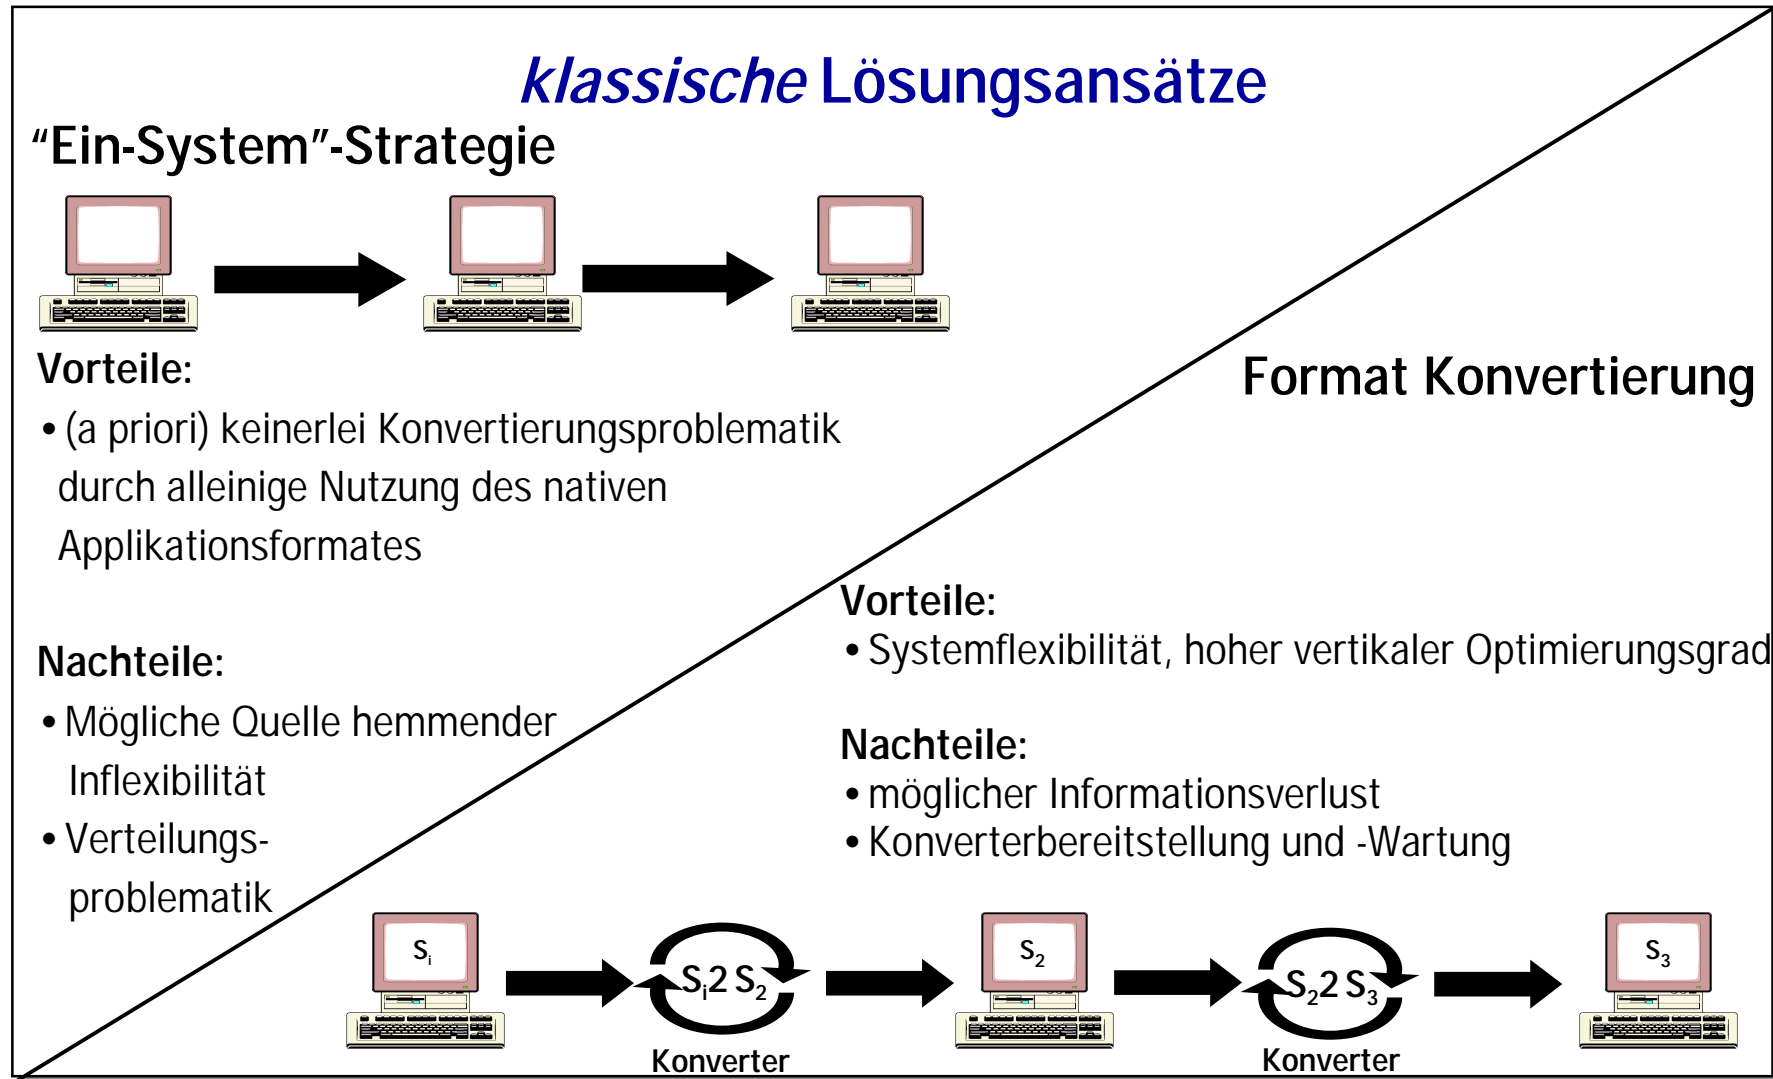 klassische Lösungsansätze
“Ein-System”-Strategie
Vorteile:
• (a priori) keinerlei Konvertierungsproblematik
durch alleinige Nutzung des nativen
Applikationsformates
Nachteile:
• Mögliche Quelle hemmender
Inflexibilität
• Verteilungs-
problematik
Format Konvertierung
Vorteile:
• Systemflexibilität, hoher vertikaler Optimierungsgrad
Nachteile:
• möglicher Informationsverlust
• Konverterbereitstellung und -Wartung
Si
Si2 S2
Konverter
S2
S22 S3
Konverter
S3